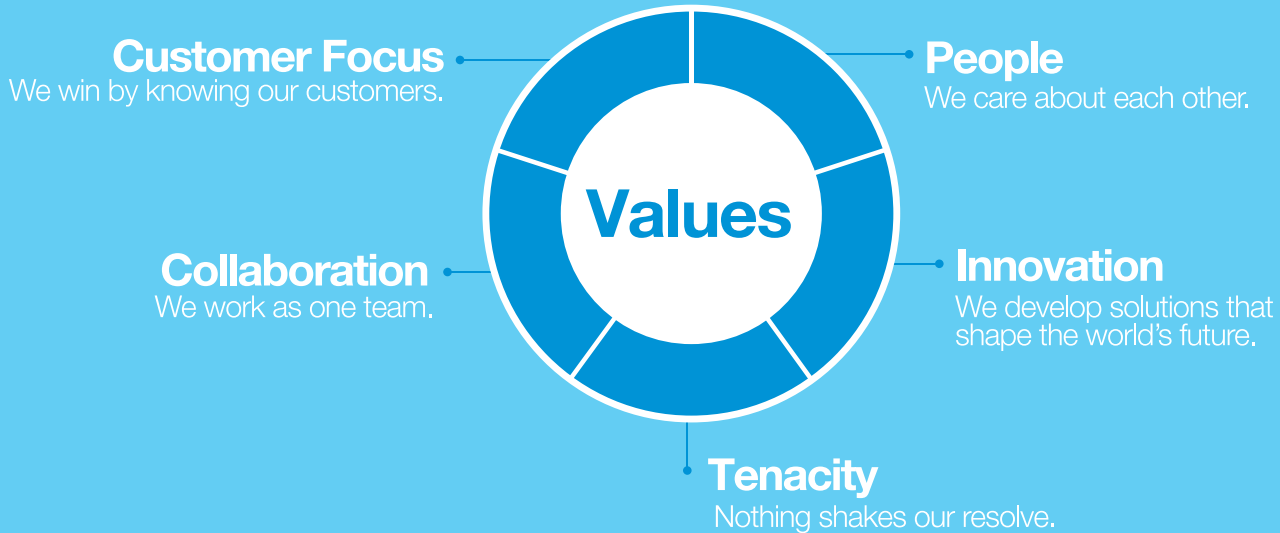 Customer Focus
We win by knowing our customers.
People
We care about each other.
Values
Collaboration
We work as one team.
Innovation
We develop solutions that
shape the world’s future.
Tenacity
Nothing shakes our resolve.